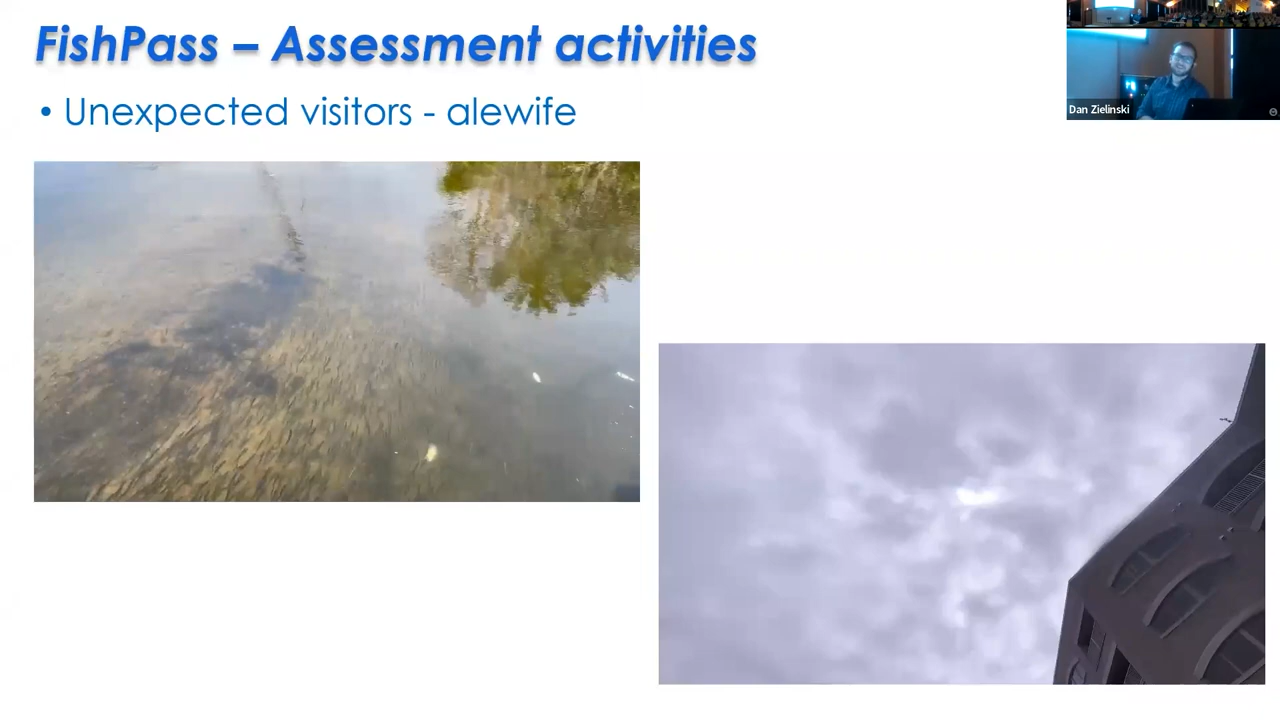 FishPass – Assessment activities
• Unexpected visitors - alewife
Dan Zielinski